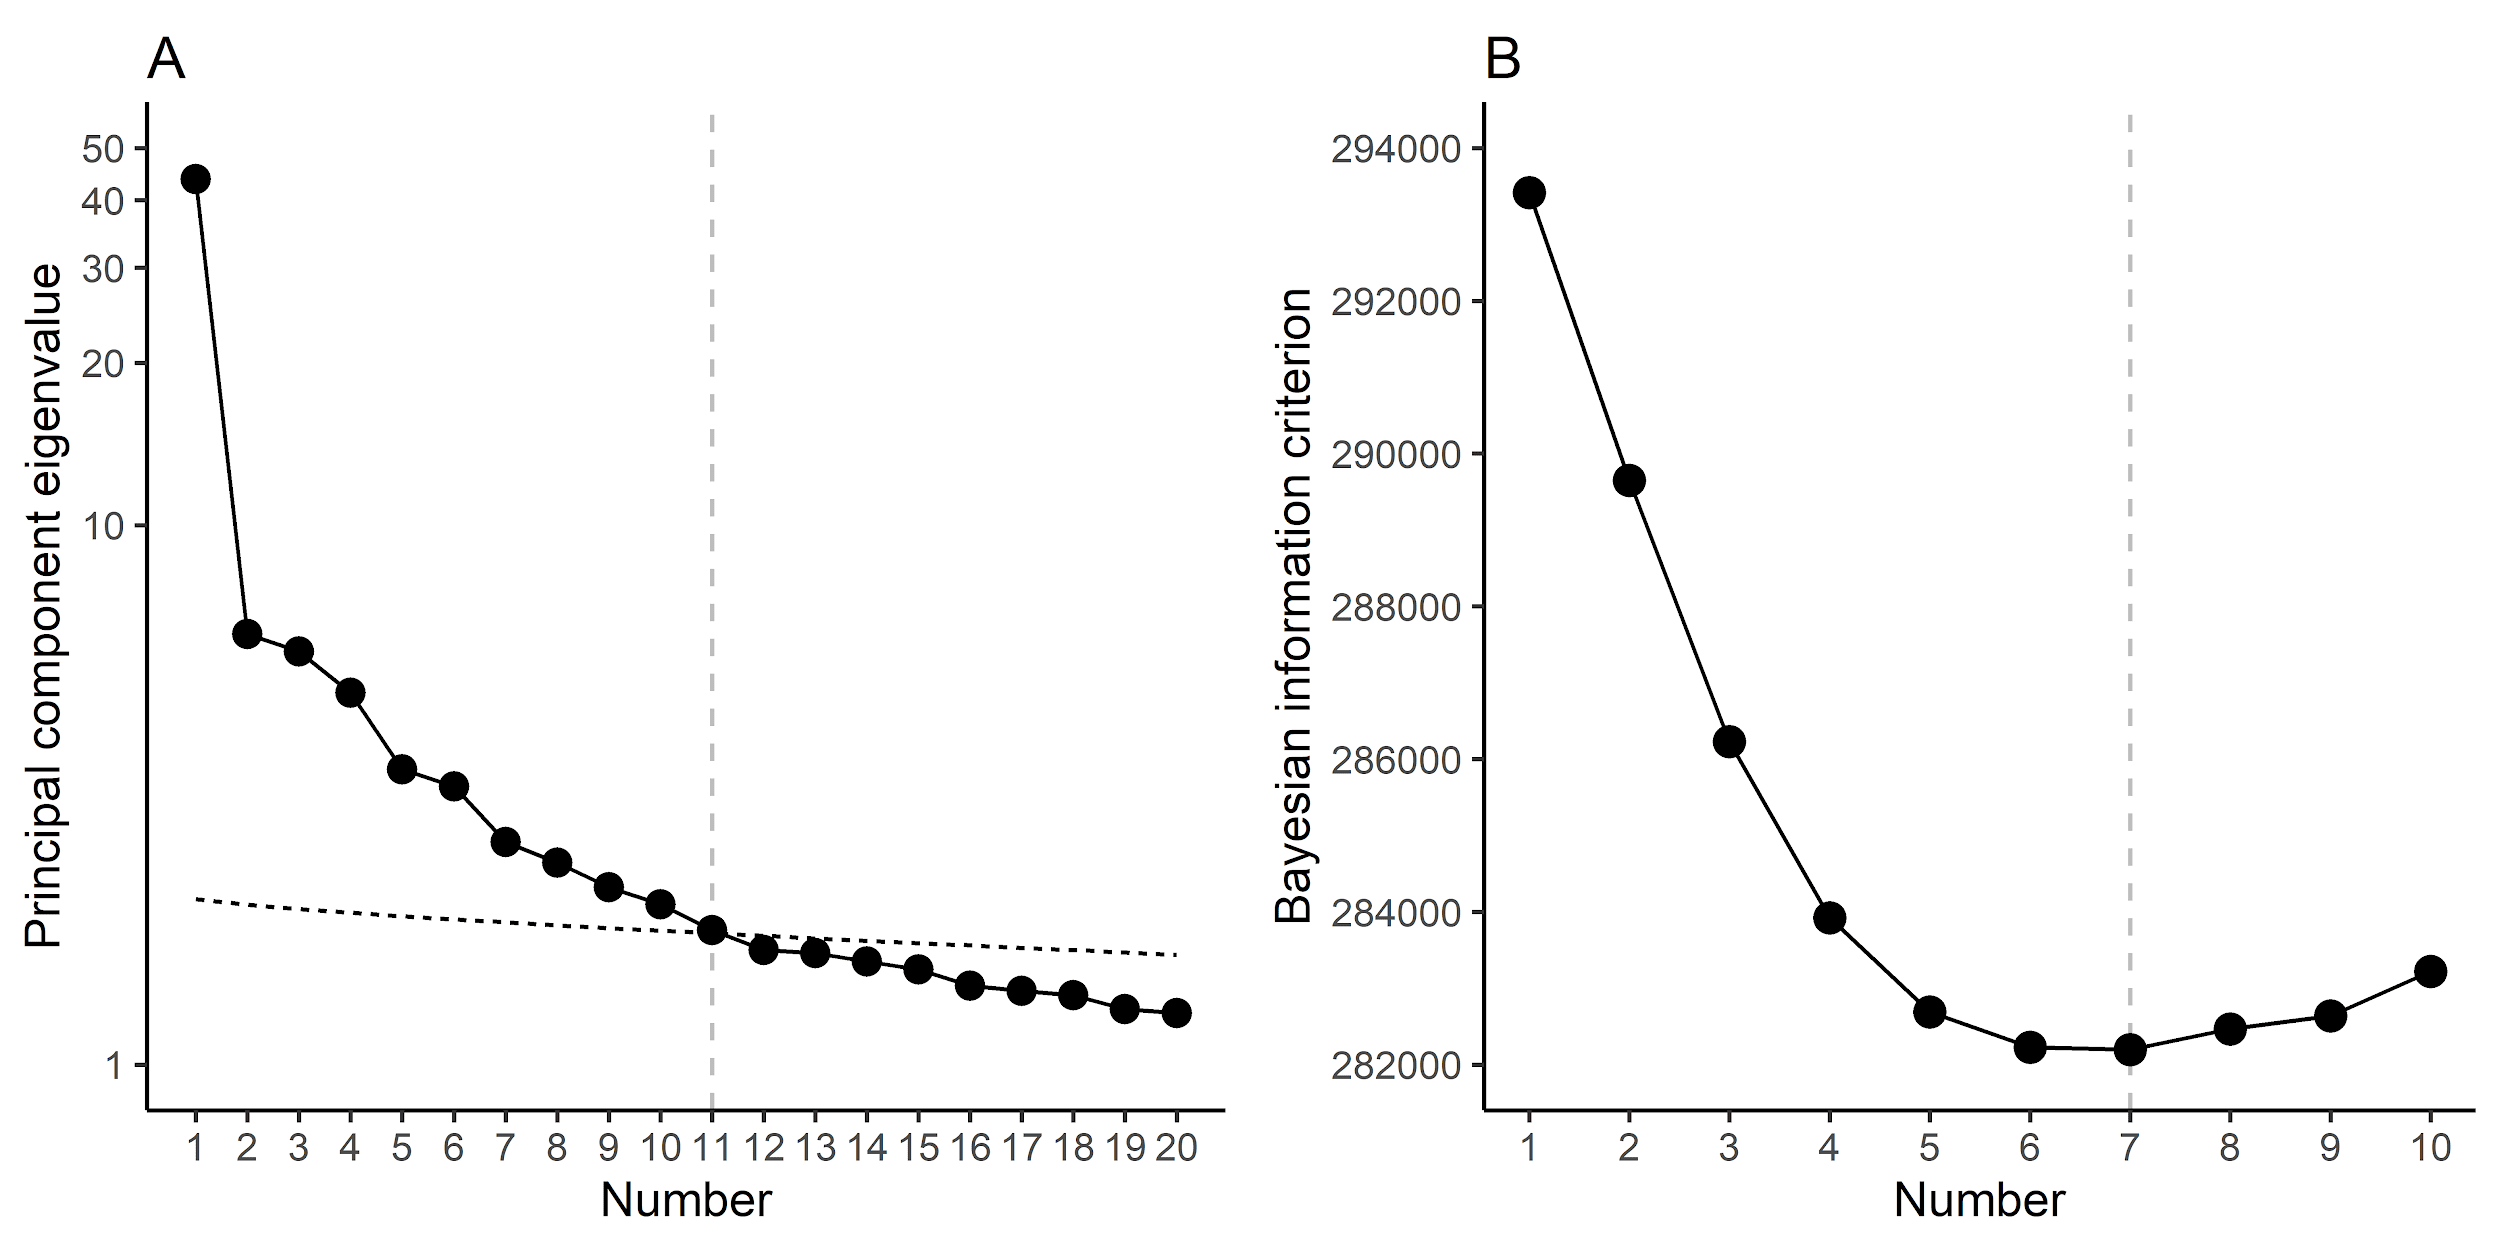 A
Principal component eigenvalue
50
40
30
20
10
1
1 2 3 4 5 6 7 8 9 10 11 12 13 14 15 16 17 18 19 20
Number
B
Bayesian information criterion
294000
292000
290000
288000
286000
284000
282000
1 2 3 4 5 6 7 8 9 10
Number